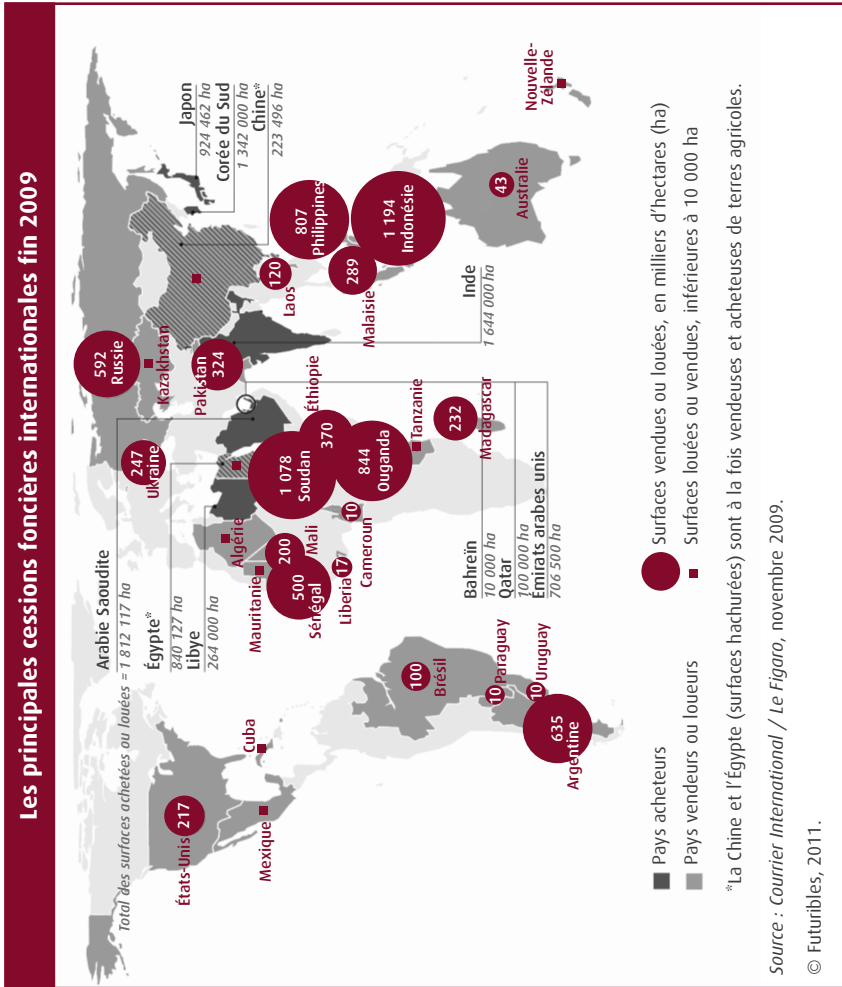 Les principales cessions foncières internationales fin 2009
Total des surfaces achetées ou louées = 1 812 117 ha
Arabie Saoudite
Égypte*
840 127 ha
Libye
264 000 ha
Japon
924 462 ha
Corée du Sud
1 342 000 ha
Chine*
223 496 ha
États-Unis 217
Mexique
Cuba
247
Ukraine
592
Russie
Kazakhstan
Pakistan
324
Algérie
Mauritanie
500
Sénégal
200
Mali
Liberia 17
10
Cameroun
1 078
Soudan
Éthiopie
370
844
Ouganda
Tanzanie
232
Madagascar
120
Laos
807
Philippines
289
Malaisie
1 194
Indonésie
43
Australie
Nouvelle-
Zélande
Inde
1 644 000 ha
Bahreïn
10 000 ha
Qatar
100 000 ha
Emirats arabes unis
706 500 ha
100
Brésil
10 Paraguay
10 Uruguay
635
Argentine
Pays acheteurs
Pays vendeurs ou loueurs
Surfaces vendues ou louées, en milliers d'hectares (ha)
Surfaces louées ou vendues, inférieures à 10 000 ha
*La Chine et l'Égypte (surfaces hachurées) sont à la fois vendeuses et acheteuses de terres agricoles.
Source : Courrier International / Le Figaro, novembre 2009.
© Futuribles, 2011.